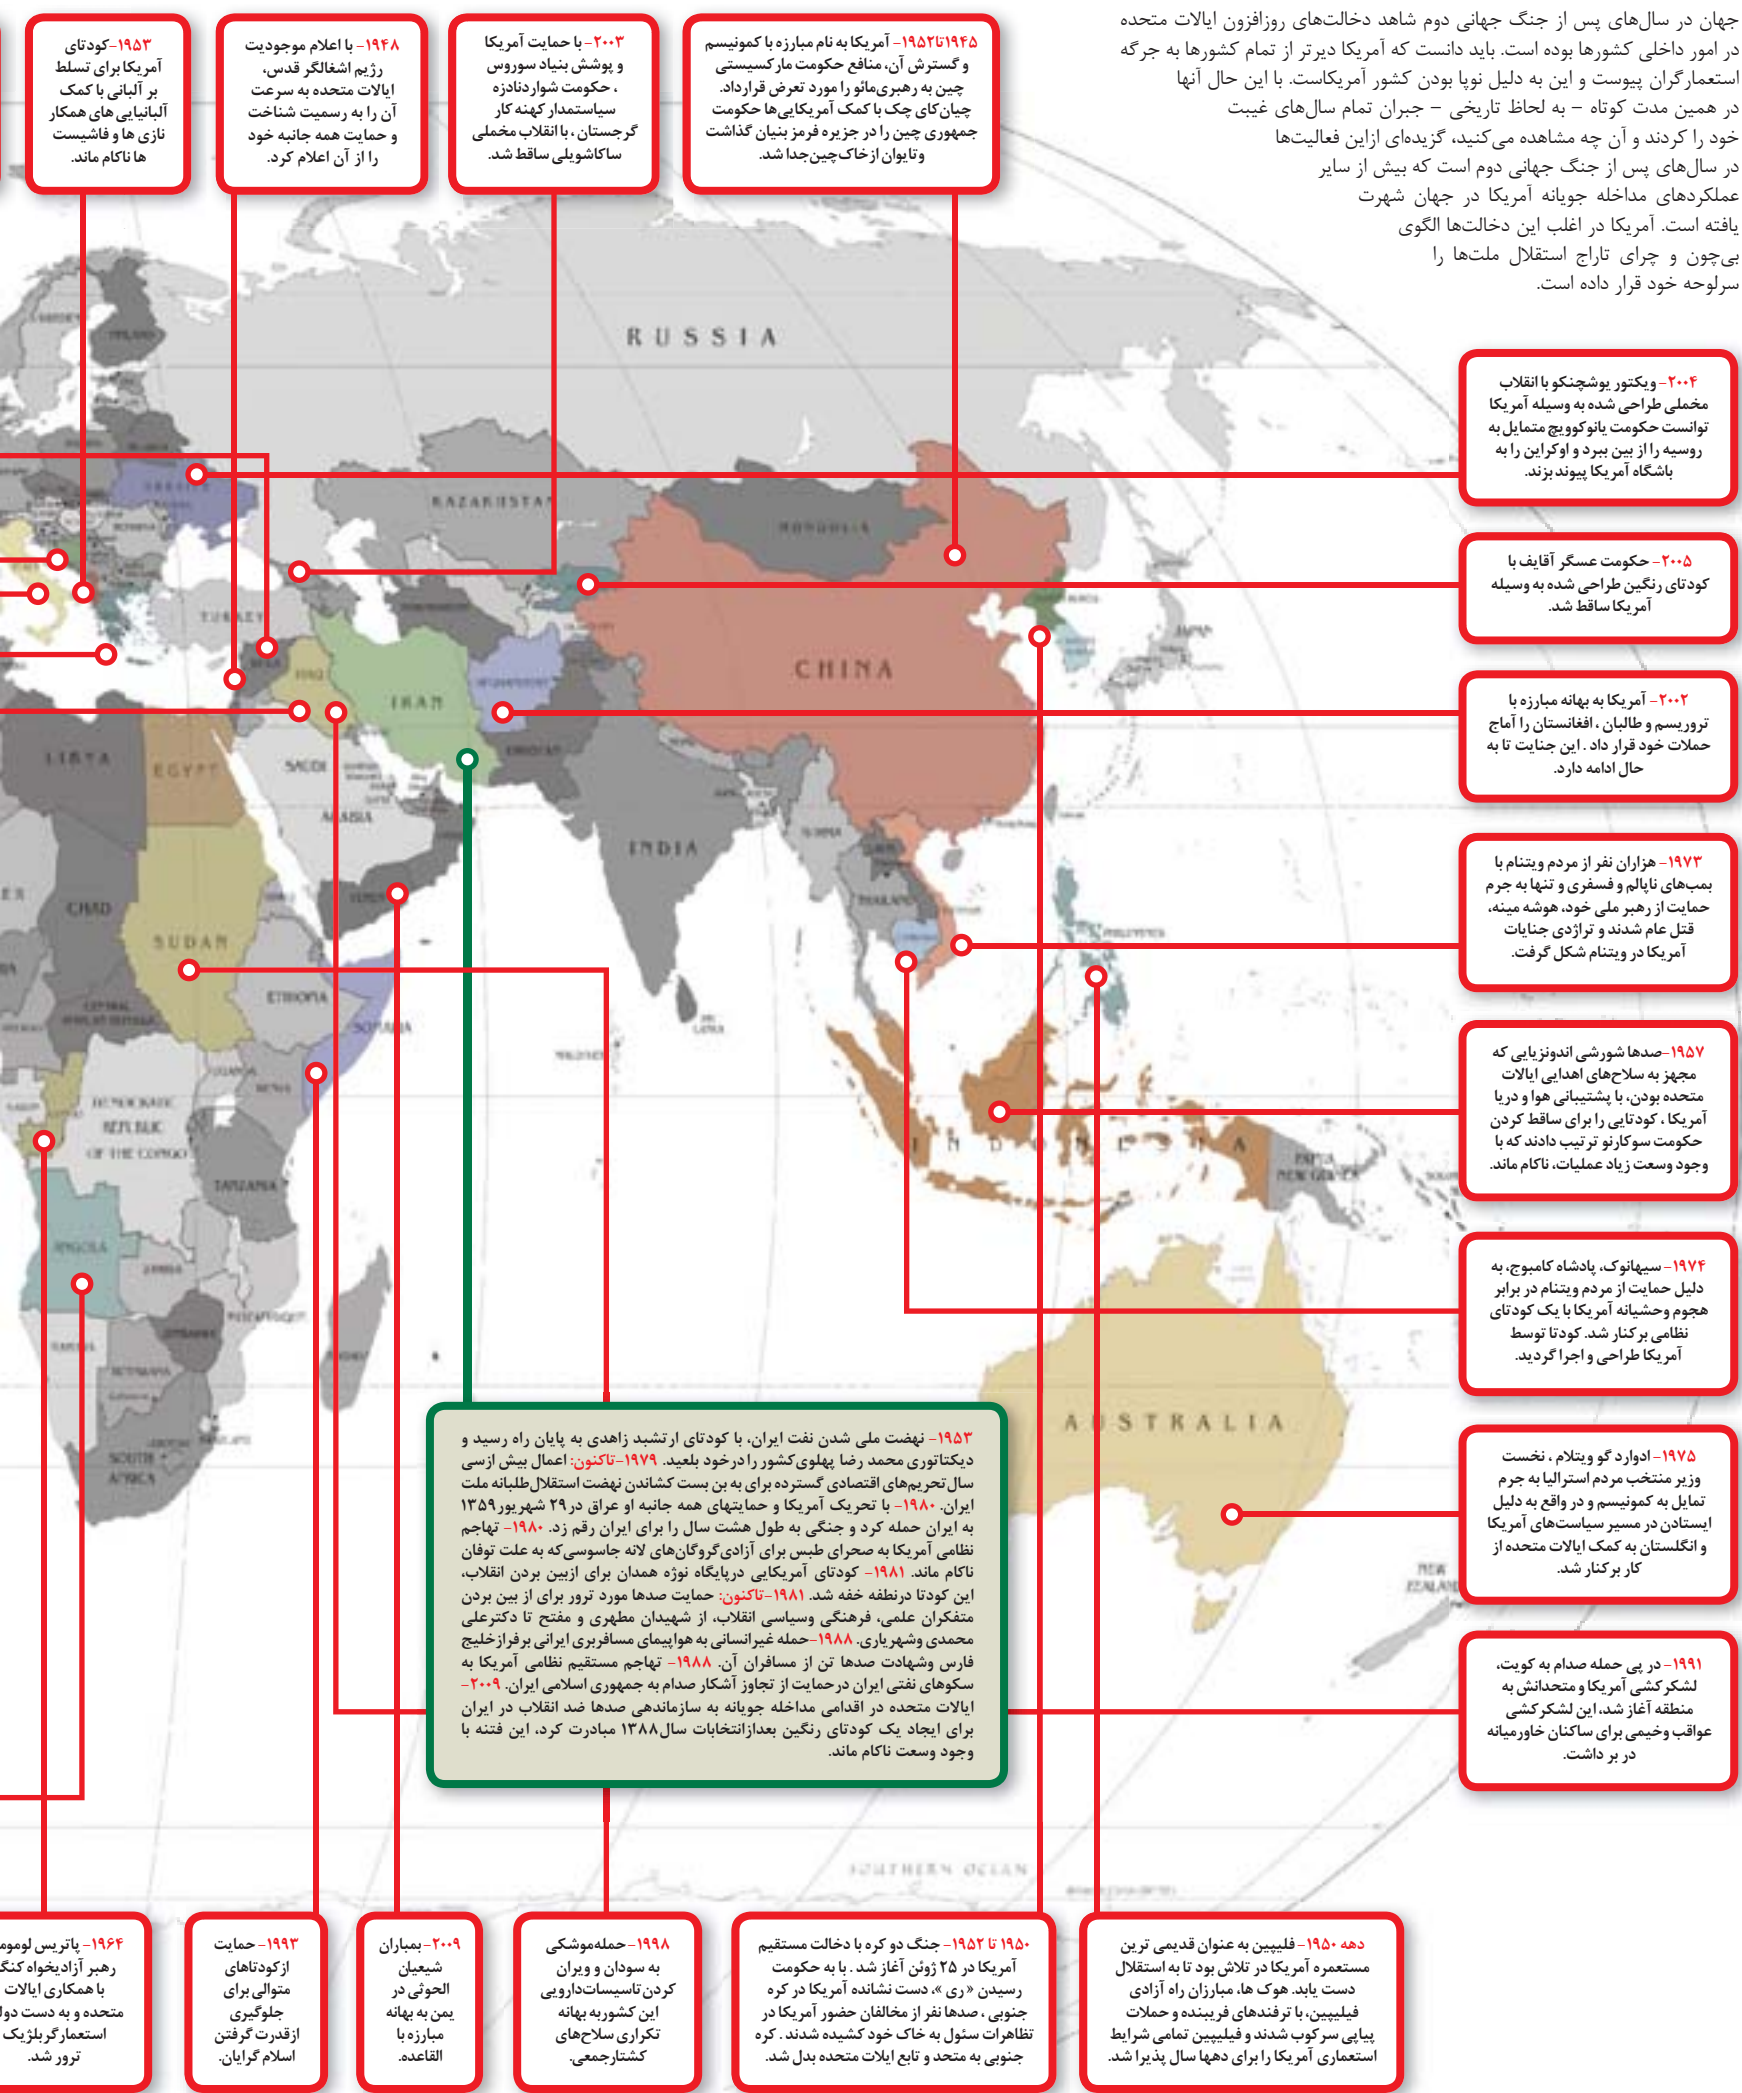 جهان در سال‌های پس از جنگ جهانی دوم شاهد دخالت‌های روزافزون ایالات متحده
در امور داخلی کشورها بوده است. باید دانست که آمریکا دیرتر از تمام کشورها به جرگه
استعمارگران پیوست و این به دلیل نوپا بودن کشور آمریکاست. با این حال آنها
در همین مدت کوتاه – به لحاظ تاریخی – جبران تمام سال‌های غیبت
خود را کردند و آن چه مشاهده می‌کنید، گزیده‌ای ازاین فعالیت‌ها
در سال‌های پس از جنگ جهانی دوم است که بیش از سایر
عملکردهای مداخله جویانه آمریکا در جهان شهرت
یافته است. آمریکا در اغلب این دخالت‌ها الگوی
بی‌چون و چرای تاراج استقلال ملت‌ها را
سرلوحه خود قرار داده است.
۱۹۴۵تا۱۹۵۲- آمریکا به نام مبارزه با کمونیسم
و گسترش آن، منافع حکومت مارکسیستی
چین به رهبری‌مائو را مورد تعرض قرارداد.
چیان‌کای چک با کمک آمریکایی‌ها حکومت
جمهوری چین را در جزیره فرمز بنیان گذاشت
وتایوان ازخاک‌چین‌جدا شد.
۲۰۰۳- با حمایت آمریکا
و پوشش بنیاد سوروس
، حکومت شواردنادزه
سیاستمدار کهنه کار
گرجستان ، با انقلاب مخملی
ساکاشویلی ساقط شد.
۱۹۴۸- با اعلام موجودیت
رژیم اشغالگر قدس،
ایالات متحده به سرعت
آن را به رسمیت شناخت
و حمایت همه جانبه خود
را از آن اعلام کرد.
۱۹۵۳-کودتای
آمریکا برای تسلط
بر آلبانی با کمک
آلبانیایی های همکار
نازی ها و فاشیست
ها ناکام ماند.
۲۰۰۴- ویکتور یوشچنکو با انقلاب
مخملی طراحی شده به وسیله آمریکا
توانست حکومت یانوکوویچ متمایل به
روسیه را از بین ببرد و اوکراین را به
باشگاه آمریکا پیوند بزند.
۲۰۰۵- حکومت عسگر آقایف با
کودتای رنگین طراحی شده به وسیله
آمریکا ساقط شد.
۲۰۰۲- آمریکا به بهانه مبارزه با
تروریسم و طالبان ، افغانستان را آماج
حملات خود قرار داد . این جنایت تا به
حال ادامه دارد.
۱۹۷۳- هزاران نفر از مردم ویتنام با
بمب‌های ناپالم و فسفری و تنها به جرم
حمایت از رهبر ملی خود، هوشه مینه،
قتل عام شدند و تراژدی جنایات
آمریکا در ویتنام شکل گرفت.
۱۹۵۷-صدها شورشی اندونزیایی که
مجهز به سلاح‌های اهدایی ایالات
متحده بودن، با پشتیبانی هوا و دریا
آمریکا ، کودتایی را برای ساقط کردن
حکومت سوکارنو ترتیب دادند که با
وجود وسعت زیاد عملیات، ناکام ماند.
۱۹۷۴- سیهانوک، پادشاه کامبوج، به
دلیل حمایت از مردم ویتنام در برابر
هجوم وحشیانه آمریکا با یک کودتای
نظامی برکنار شد. کودتا توسط
آمریکا طراحی و اجرا گردید.
۱۹۷۵- ادوارد گو ویتلام ، نخست
وزیر منتخب مردم استرالیا به جرم
تمایل به کمونیسم و در واقع به دلیل
ایستادن در مسیر سیاست‌های آمریکا
و انگلستان به کمک ایالات متحده از
کار برکنار شد.
۱۹۹۱- در پی حمله صدام به کویت،
لشکرکشی آمریکا و متحدانش به
منطقه آغاز شد، این لشکرکشی
عواقب وخیمی برای ساکنان خاورمیانه
در بر داشت.
RUSSIA
KAZAKHSTAN
MONGOLIA
CHINA
JAPAN
TURKEY
IRAQ
IRAN
AFGHANISTAN
PAKISTAN
LIBYA
EGYPT
SAUDI
ARABIA
INDIA
BURMA
THAILAND
CHAD
SUDAN
YEMEN
PHILIPPINES
CENTRAL
AFRICAN REPUBLIC
ETHIOPIA
SOMALIA
SRI
LANKA
MALDIVES
UGANDA
KENYA
DEMOCRATIC
REPUBLIC
OF THE CONGO
TANZANIA
INDONESIA
PAPUA
NEW GUINEA
ANGOLA
ZAMBIA
BOTSWANA
SOUTH
AFRICA
AUSTRALIA
NEW
ZEALAND
SOUTHERN OCEAN
۱۹۵۳- نهضت ملی شدن نفت ایران، با کودتای ارتشبد زاهدی به پایان راه رسید و
دیکتاتوری محمد رضا پهلوی‌کشور را درخود بلعید. ۱۹۷۹-تاکنون: اعمال بیش ازسی
سال‌تحریم‌های اقتصادی گسترده برای به بن بست کشاندن نهضت استقلال‌طلبانه ملت
ایران. ۱۹۸۰- با تحریک آمریکا و حمایتهای همه جانبه او عراق در ۲۹ شهریور ۱۳۵۹
به ایران حمله کرد و جنگی به طول هشت سال را برای ایران رقم زد. ۱۹۸۰- تهاجم
نظامی آمریکا به صحرای طبس برای آزادی‌گروگان‌های لانه جاسوسی‌که به علت توفان
ناکام ماند. ۱۹۸۱- کودتای آمریکایی درپایگاه نوژه همدان برای ازبین بردن انقلاب،
این کودتا درنطفه خفه شد. ۱۹۸۱-تاکنون: حمایت صدها مورد ترور برای از بین بردن
متفکران علمی، فرهنگی وسیاسی انقلاب، از شهیدان مطهری و مفتح تا دکترعلی
محمدی وشهریاری. ۱۹۸۸-حمله غیرانسانی به هواپیمای مسافربری ایرانی برفرازخلیج
فارس وشهادت صدها تن از مسافران آن. ۱۹۸۸- تهاجم مستقیم نظامی آمریکا به
سکوهای نفتی ایران درحمایت از تجاوز آشکار صدام به جمهوری اسلامی ایران. ۲۰۰۹-
ایالات متحده در اقدامی مداخله جویانه به سازماندهی صدها ضد انقلاب در ایران
برای ایجاد یک کودتای رنگین بعدازانتخابات سال۱۳۸۸ مبادرت کرد، این فتنه با
وجود وسعت ناکام ماند.
دهه ۱۹۵۰- فلیپین به عنوان قدیمی ترین
مستعمره آمریکا در تلاش بود تا به استقلال
دست یابد. هوک ها، مبارزان راه آزادی
فیلیپین، با ترفندهای فریبنده و حملات
پیاپی سرکوب شدند و فیلیپین تمامی شرایط
استعماری آمریکا را برای دهها سال پذیرا شد.
۱۹۵۰ تا ۱۹۵۲- جنگ دو کره با دخالت مستقیم
آمریکا در ۲۵ ژوئن آغاز شد . با به حکومت
رسیدن « ری »، دست نشانده آمریکا در کره
جنوبی ، صدها نفر از مخالفان حضور آمریکا در
تظاهرات سئول به خاک خود کشیده شدند . کره
جنوبی به متحد و تابع ایلات متحده بدل شد.
۱۹۹۸-حمله‌موشکی
به سودان و ویران
کردن‌تاسیسات‌دارویی
این کشوربه بهانه
تکراری سلاح‌های
کشتارجمعی.
۲۰۰۹-بمباران
شیعیان
الحوثی در
یمن به بهانه
مبارزه با
القاعده.
۱۹۹۳- حمایت
ازکودتاهای
متوالی برای
جلوگیری
ازقدرت گرفتن
اسلام گرایان.
۱۹۶۴- پاتریس لوموم
رهبر آزادیخواه کنگ
با همکاری ایالات
متحده و به دست دول
استعمارگر بلژیک
ترور شد.